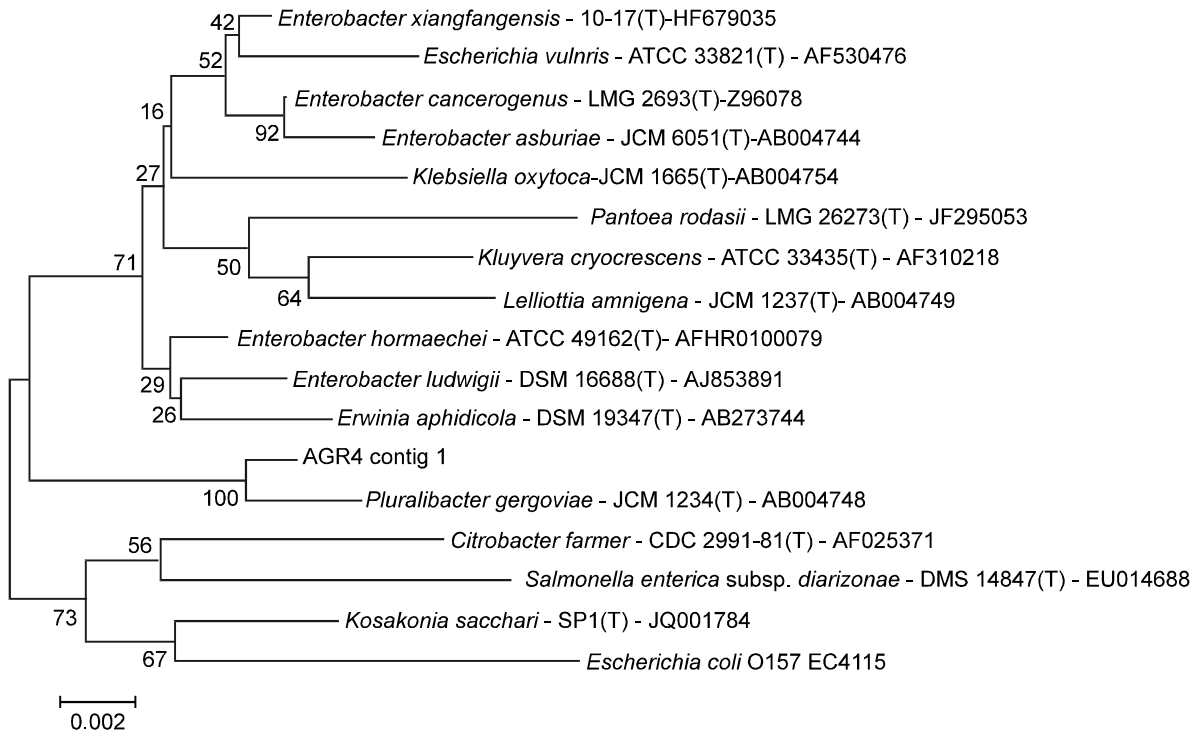 42
Enterobacter xiangfangensis - 10-17(T)-HF679035
52
Escherichia vulnris - ATCC 33821(T) - AF530476
16
Enterobacter cancerogenus - LMG 2693(T)-Z96078
92
Enterobacter asburiae - JCM 6051(T)-AB004744
27
Klebsiella oxytoca-JCM 1665(T)-AB004754
Pantoea rodasii - LMG 26273(T) - JF295053
71
50
Kluyvera cryocrescens - ATCC 33435(T) - AF310218
64
Lelliottia amnigena - JCM 1237(T)- AB004749
Enterobacter hormaechei - ATCC 49162(T)- AFHR0100079
29
Enterobacter ludwigii - DSM 16688(T) - AJ853891
26
Erwinia aphidicola - DSM 19347(T) - AB273744
AGR4 contig 1
100
Pluralibacter gergoviae - JCM 1234(T) - AB004748
56
Citrobacter farmer - CDC 2991-81(T) - AF025371
Salmonella enterica subsp. diarizonae - DMS 14847(T) - EU014688
73
Kosakonia sacchari - SP1(T) - JQ001784
67
Escherichia coli O157 EC4115
0.002